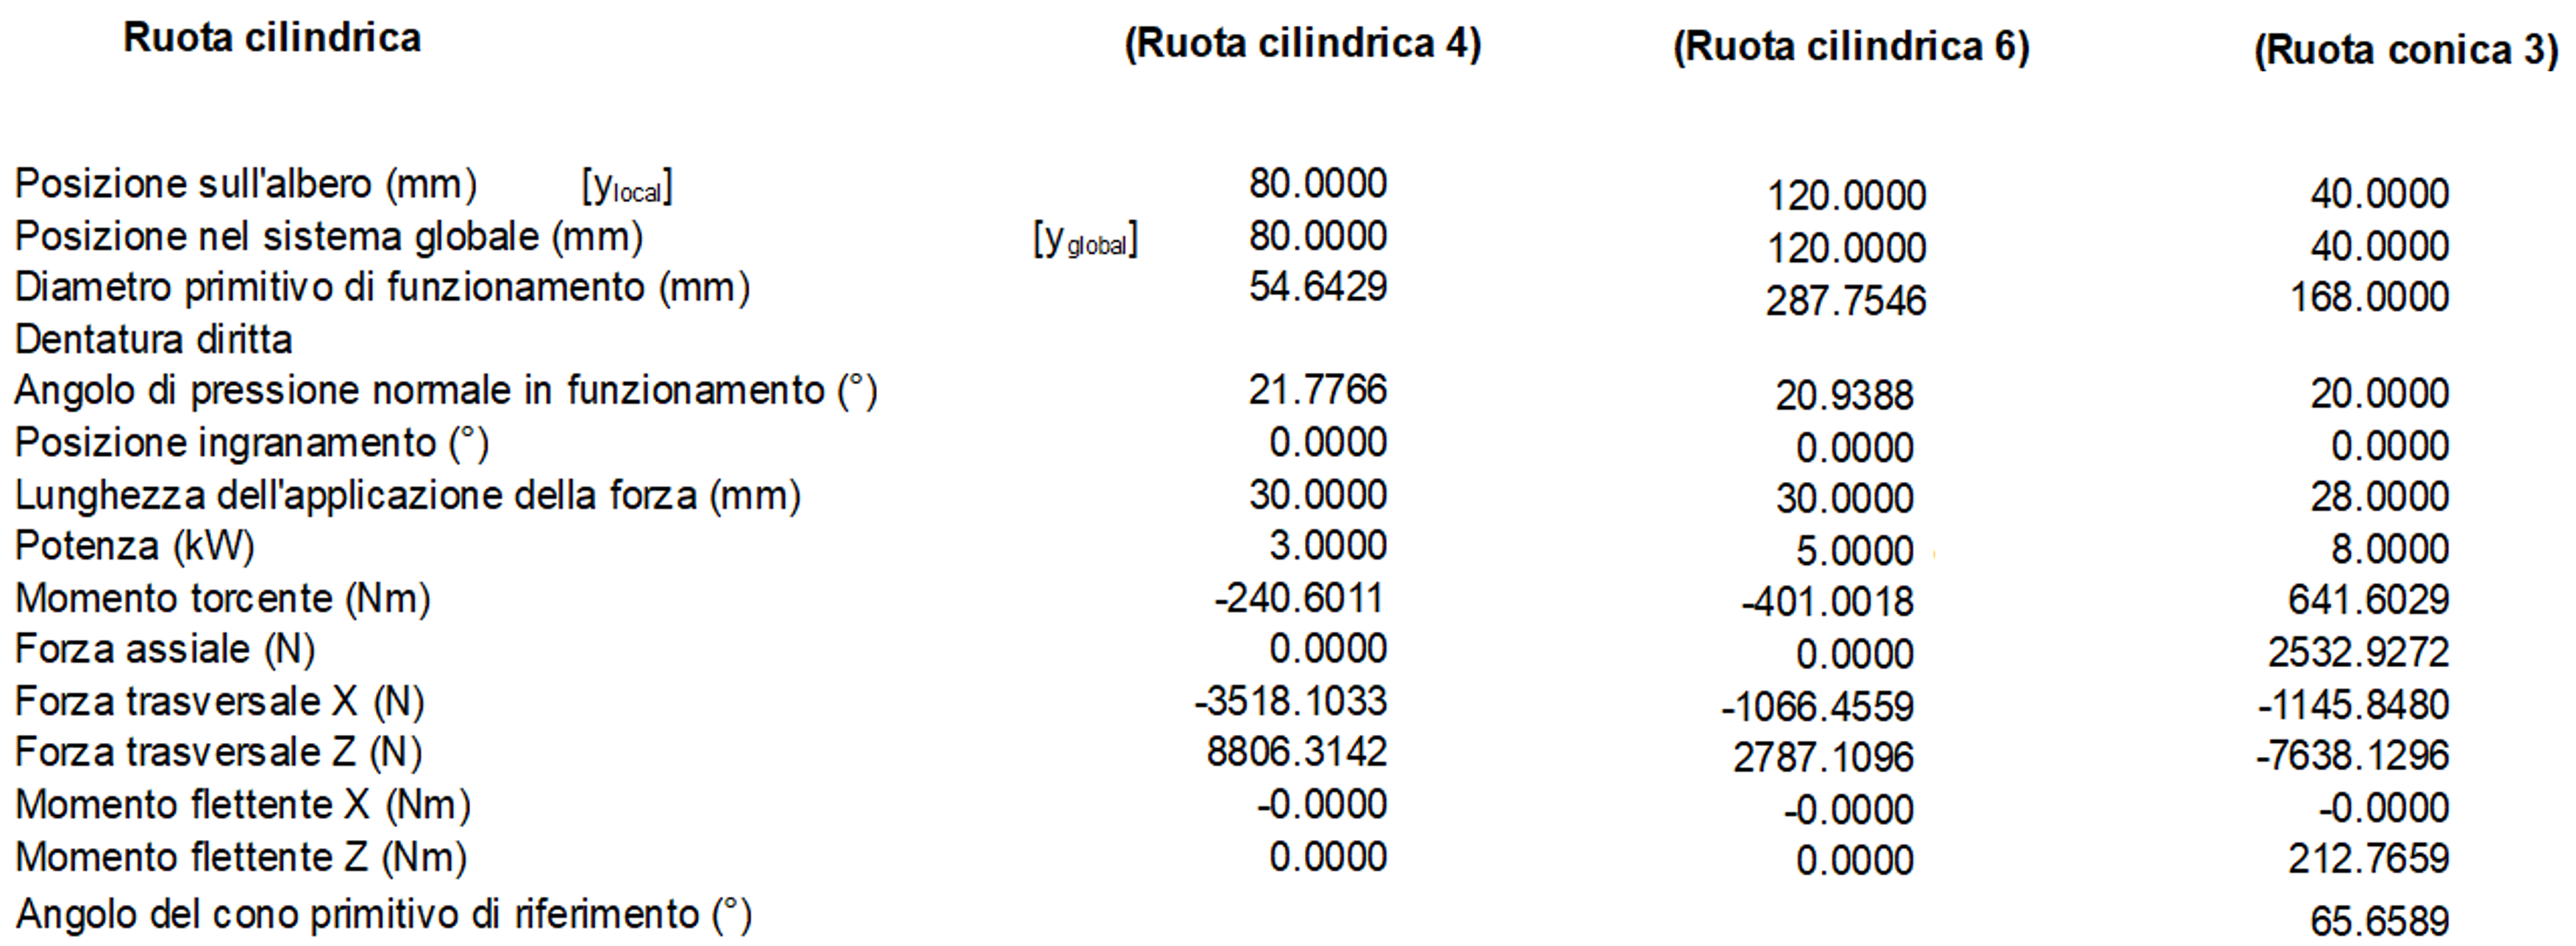 Ruota cilindrica (Ruota cilindrica 4) (Ruota cilindrica 6) (Ruota conica 3)
Posizione sull'albero (mm) [ylocal] 80.0000 120.0000 40.0000
Posizione nel sistema globale (mm) [yglobal] 80.0000 120.0000 40.0000
Diametro primitivo di funzionamento (mm) 54.6429 287.7546 168.0000
Dentatura diritta
Angolo di pressione normale in funzionamento (°) 21.7766 20.9388 20.0000
Posizione ingranamento (°) 0.0000 0.0000 0.0000
Lunghezza dell'applicazione della forza (mm) 30.0000 30.0000 28.0000
Potenza (kW) 3.0000 5.0000 8.0000
Momento torcente (Nm) -240.6011 -401.0018 641.6029
Forza assiale (N) 0.0000 0.0000 2532.9272
Forza trasversale X (N) -3518.1033 -1066.4559 -1145.8480
Forza trasversale Z (N) 8806.3142 2787.1096 -7638.1296
Momento flettente X (Nm) -0.0000 -0.0000 -0.0000
Momento flettente Z (Nm) 0.0000 0.0000 212.7659
Angolo del cono primitivo di riferimento (°) 65.6589